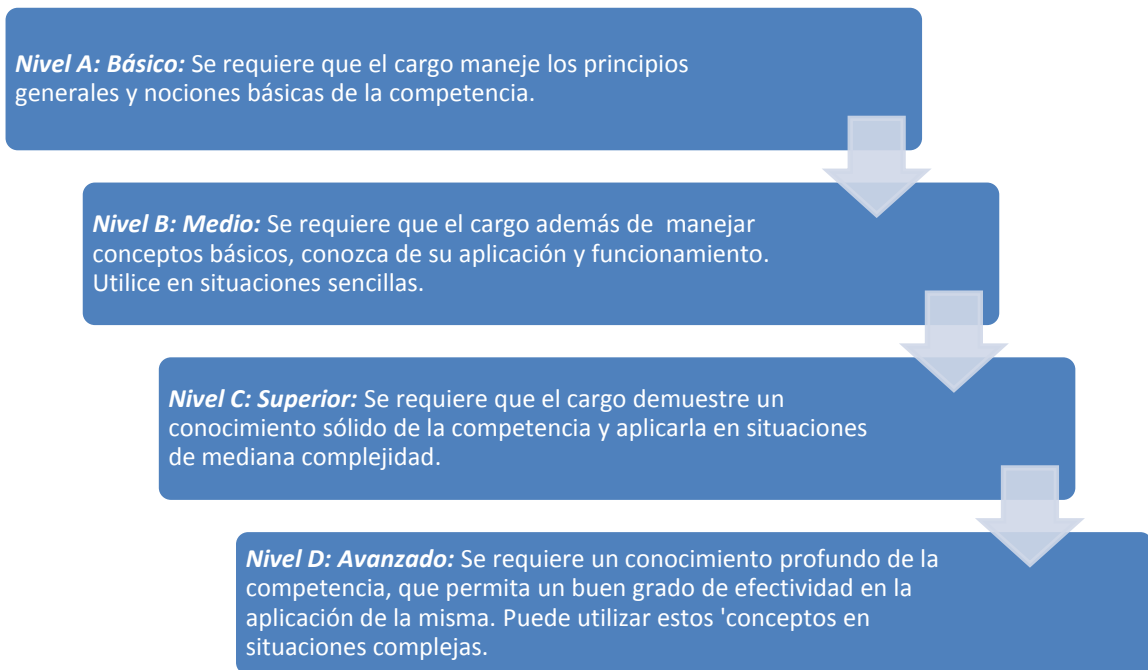 Nivel A: Básico: Se requiere que el cargo maneje los principios
generales y nociones básicas de la competencia.
Nivel B: Medio: Se requiere que el cargo además de  manejar
conceptos básicos, conozca de su aplicación y funcionamiento.
Utilice en situaciones sencillas.
Nivel C: Superior: Se requiere que el cargo demuestre un
conocimiento sólido de la competencia y aplicarla en situaciones
de mediana complejidad.
Nivel D: Avanzado: Se requiere un conocimiento profundo de la
competencia, que permita un buen grado de efectividad en la
aplicación de la misma. Puede utilizar estos 'conceptos en
situaciones complejas.